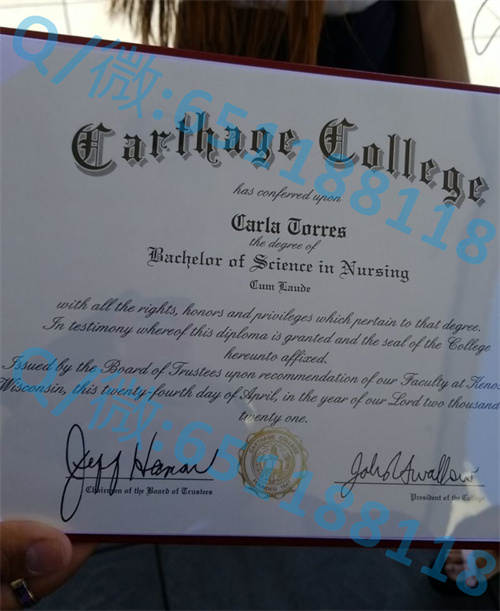 Q/微:651188118
Carthage College
has conferred upon
Carla Torres
the degree of
Bachelor of Science in Nursing
Cum Laude
with all the rights, honors and privileges which pertain to that degree.
In testimony whereof this diploma is granted and the seal of the College
hereunto affixed.
Issued by the Board of Trustees upon recommendation of our Faculty at Kenos
Wisconsin, this twenty-fourth day of April, in the year of our Lord two thousand
twenty one.
Q/微:651188118
Chairman of the Board of Trustees
President of the College